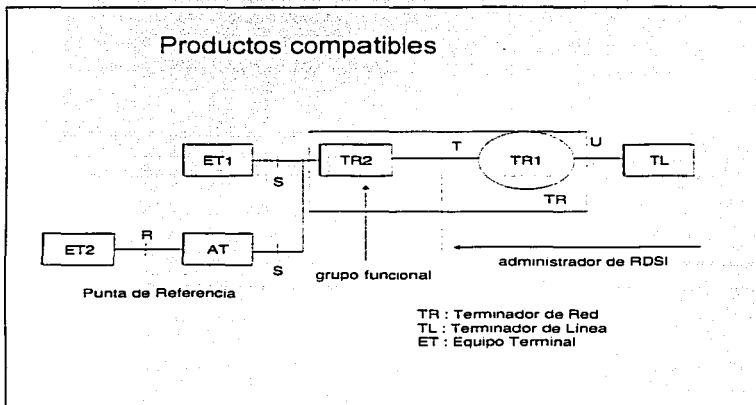 Productos compatibles
ET1
S
TR2
T
TR1
U
TL
TR
ET2
R
AT
S
grupo funcional
administrador de RDSI
Punta de Referencia
TR : Terminador de Red
TL : Terminador de Línea
ET : Equipo Terminal